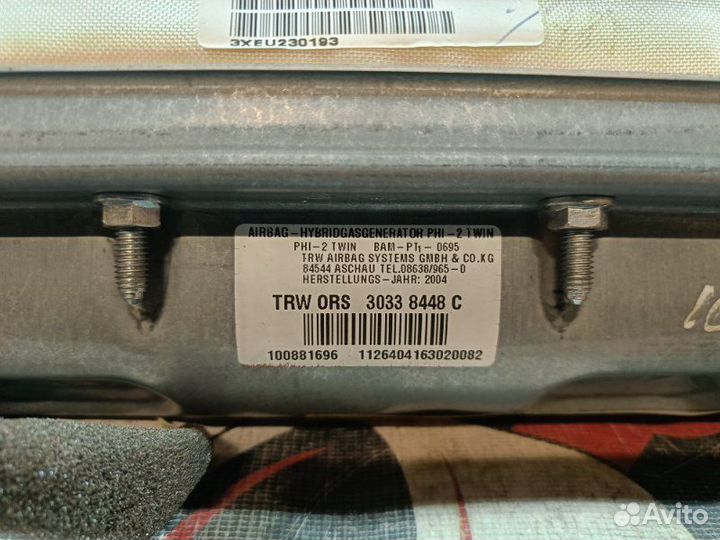 3XEU230193
AIRBAG-HYBRIDGASGENERATOR PHI-2 TWIN
PHI-2 TWIN BAM-PT1-0695
TRW AIRBAG SYSTEMS GMBH & CO.KG
84544 ASCHAU TEL.08638/965-0
HERSTELLUNGS-JAHR: 2004
TRW ORS 3033 8448 C
100881696 1126404163020082
Avito